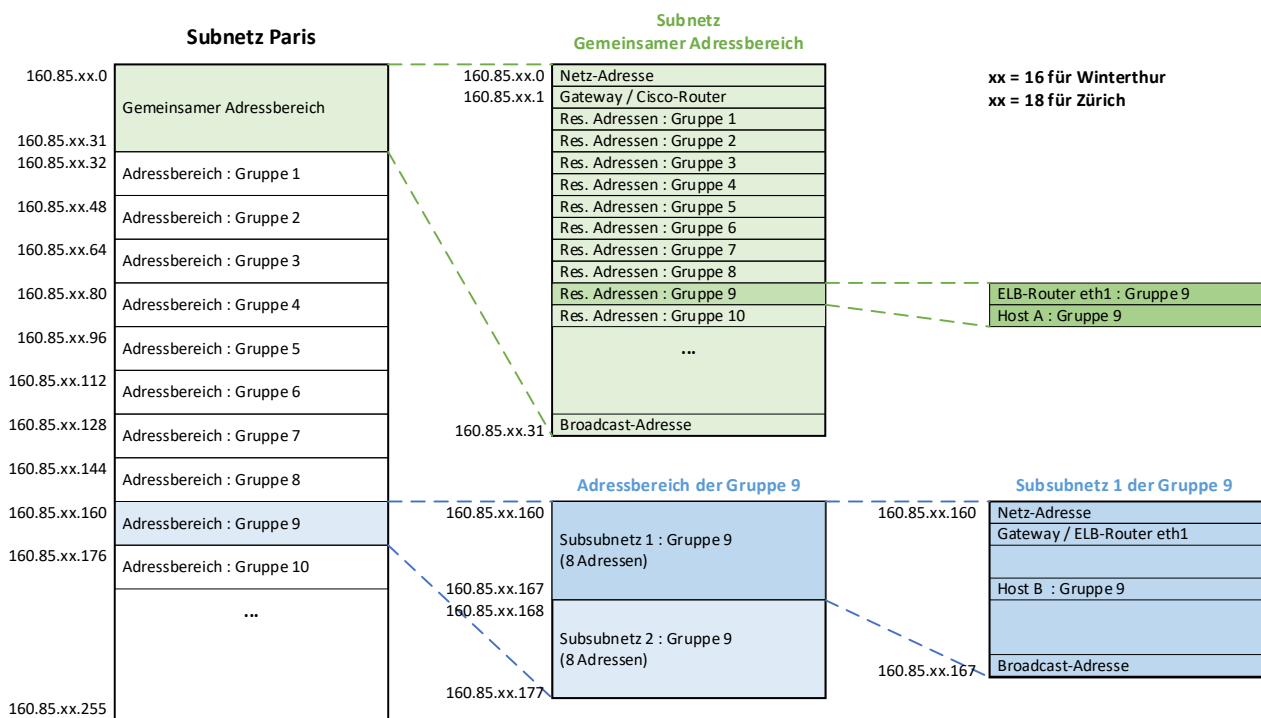 Subnetz Paris
160.85.xx.0
Gemeinsamer Adressbereich
160.85.xx.31
160.85.xx.32
Adressbereich : Gruppe 1
160.85.xx.48
Adressbereich : Gruppe 2
160.85.xx.64
Adressbereich : Gruppe 3
160.85.xx.80
Adressbereich : Gruppe 4
160.85.xx.96
Adressbereich : Gruppe 5
160.85.xx.112
Adressbereich : Gruppe 6
160.85.xx.128
Adressbereich : Gruppe 7
160.85.xx.144
Adressbereich : Gruppe 8
160.85.xx.160
Adressbereich : Gruppe 9
160.85.xx.176
Adressbereich : Gruppe 10
...
160.85.xx.255
Subnetz
Gemeinsamer Adressbereich
160.85.xx.0
Netz-Adresse
160.85.xx.1
Gateway / Cisco-Router
Res. Adressen : Gruppe 1
Res. Adressen : Gruppe 2
Res. Adressen : Gruppe 3
Res. Adressen : Gruppe 4
Res. Adressen : Gruppe 5
Res. Adressen : Gruppe 6
Res. Adressen : Gruppe 7
Res. Adressen : Gruppe 8
Res. Adressen : Gruppe 9
Res. Adressen : Gruppe 10
...
160.85.xx.31
Broadcast-Adresse
xx = 16 für Winterthur
xx = 18 für Zürich
ELB-Router eth1 : Gruppe 9
Host A : Gruppe 9
Adressbereich der Gruppe 9
160.85.xx.160
Subsubnetz 1 : Gruppe 9
(8 Adressen)
160.85.xx.167
160.85.xx.168
Subsubnetz 2 : Gruppe 9
(8 Adressen)
160.85.xx.177
Subsubnetz 1 der Gruppe 9
160.85.xx.160
Netz-Adresse
Gateway / ELB-Router eth1
Host B : Gruppe 9
160.85.xx.167
Broadcast-Adresse